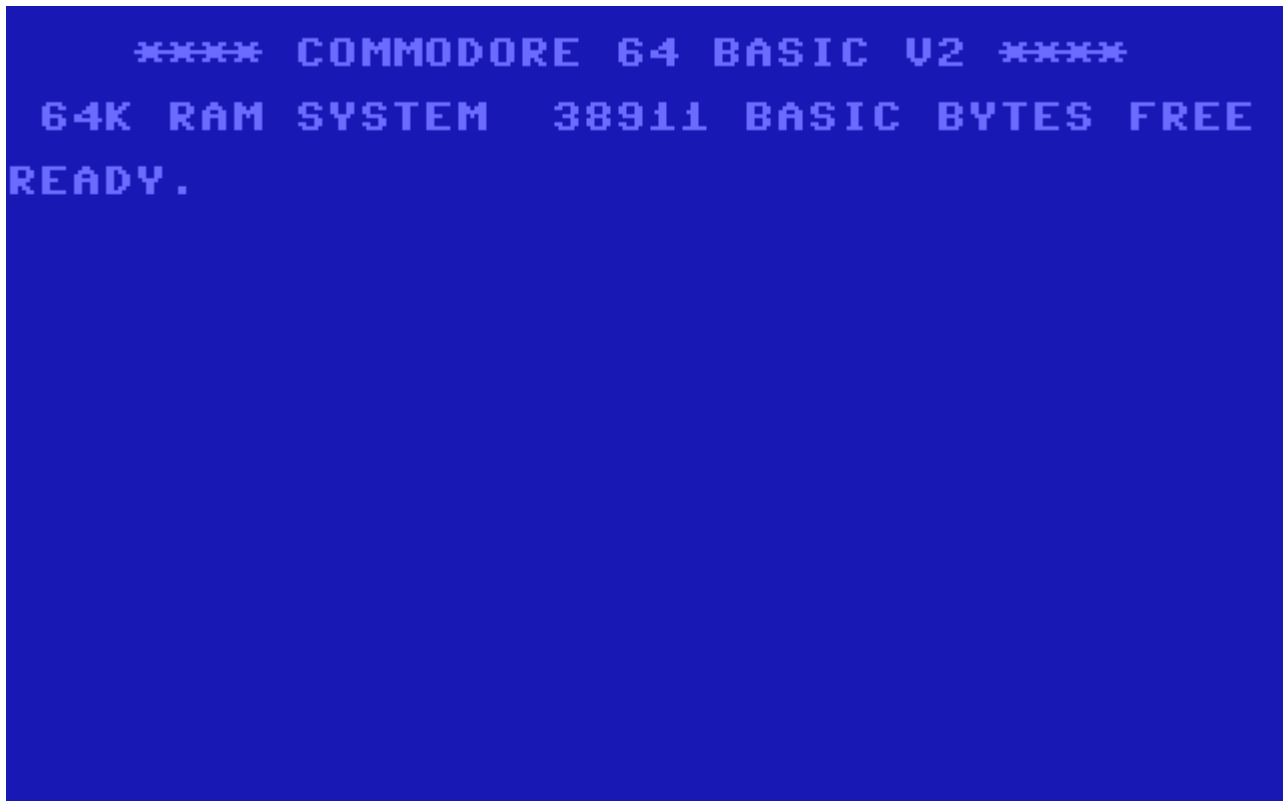 **** COMMODORE 64 BASIC V2 ****
64K RAM SYSTEM  38911 BASIC BYTES FREE
READY.